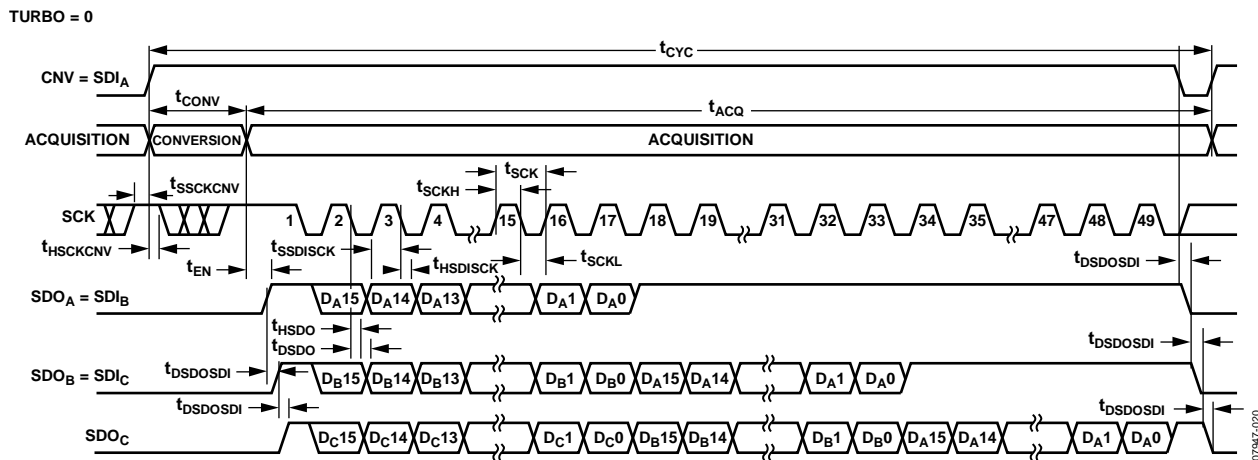 TURBO = 0
tCYC
CNV = SDIA
tCONV
tACQ
ACQUISITION CONVERSION ACQUISITION
tSCK
tSSCKCNV
tSCKH
SCK 1 2 3 4 15 16 17 18 19 31 32 33 34 35 47 48 49
tHSCKCNV
tSSDISCK
tEN
tHSDISCK
tSCKL
tDSDOSDI
SDOA = SDIB DA15 DA14 DA13 DA1 DA0
tHSDO
tDSDO
tDSDOSDI
tDSDOSDI
SDOB = SDIC DB15 DB14 DB13 DB1 DB0 DA15 DA14 DA1 DA0
tDSDOSDI
tDSDOSDI
SDOC DC15 DC14 DC13 DC1 DC0 DB15 DB14 DB1 DB0 DA15 DA14 DA1 DA0
07947-020